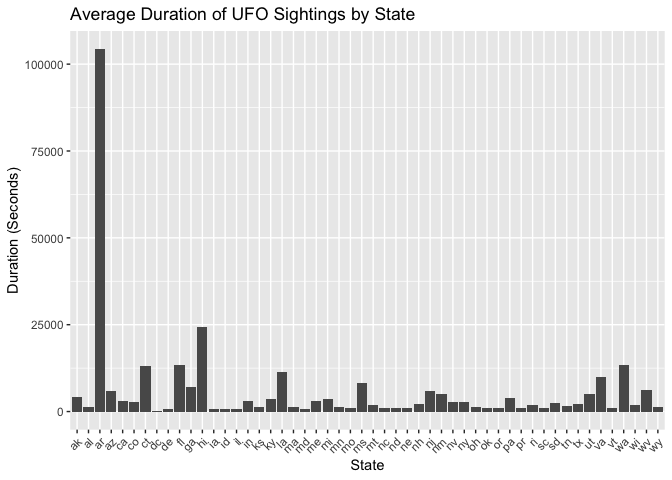 Average Duration of UFO Sightings by State
100000
75000
50000
25000
0
Duration (Seconds)
ak al ar az ca co ct dc de fl ga hi ia id il in ks ky la ma md me mi mn mo ms mt nc nd ne nh nj nm nv ny oh ok or pa pr ri sc sd tn tx ut va vt wa wi wv wy
State